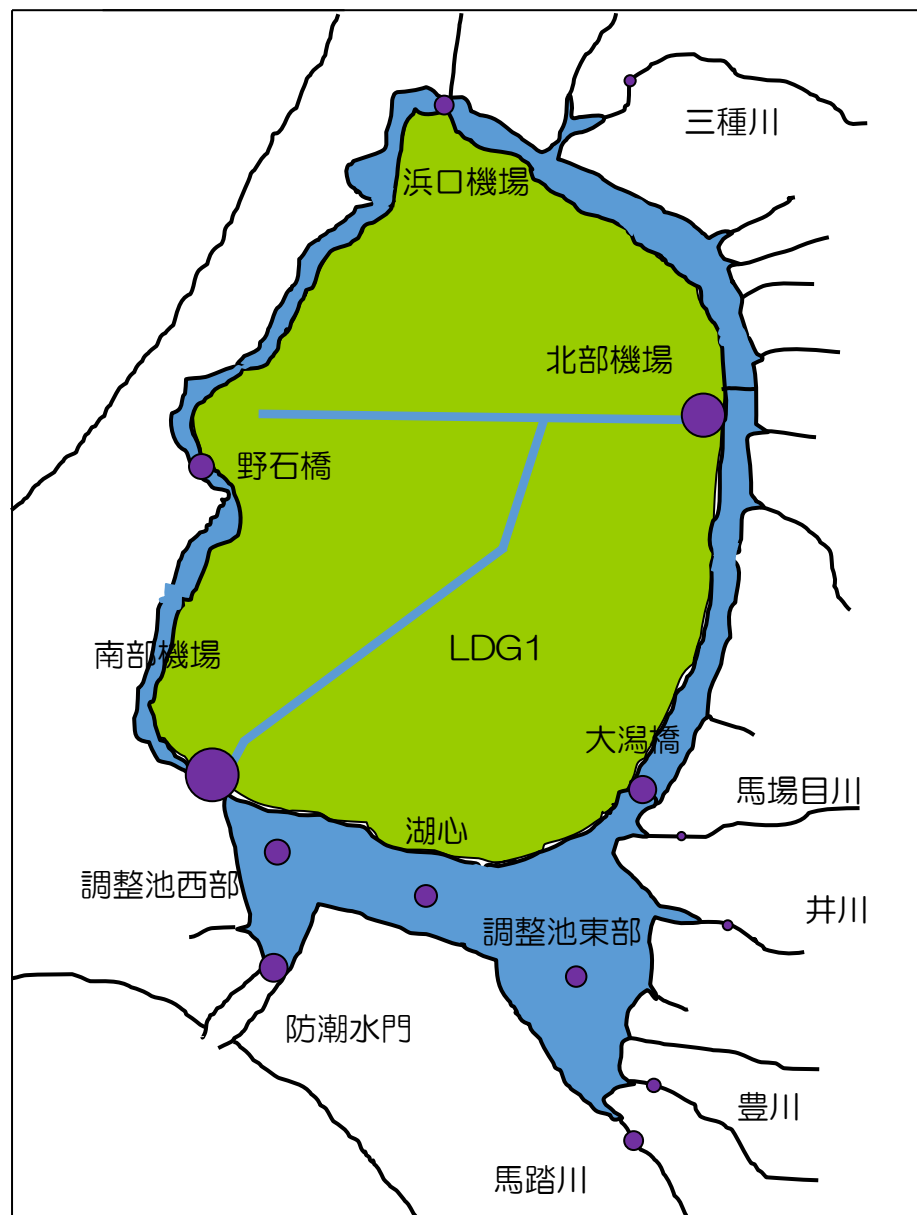 三種川
浜口機場
北部機場
野石橋
南部機場
LDG1
大潟橋
馬場目川
湖心
調整池西部
井川
調整池東部
防潮水門
豊川
馬踏川